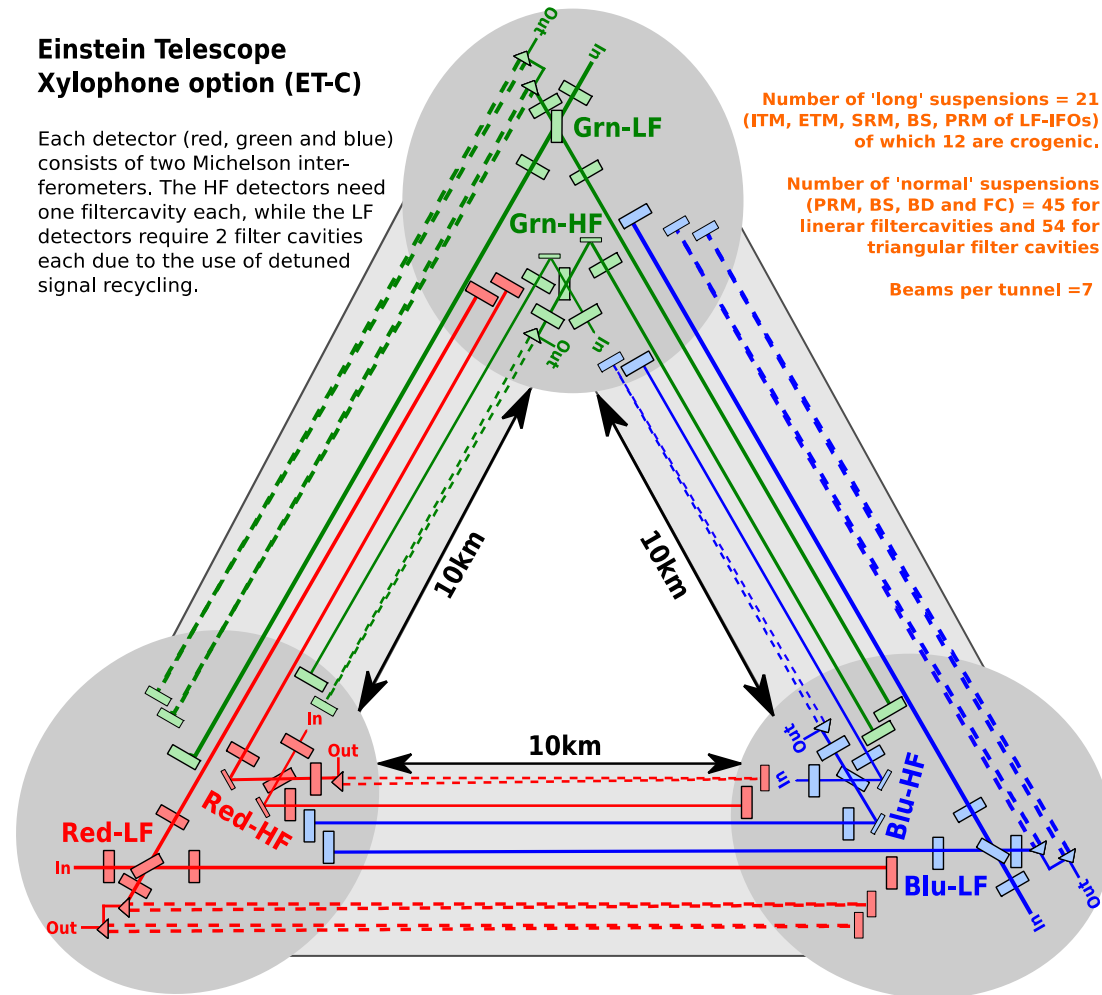 Einstein Telescope
Xylophone option (ET-C)
Each detector (red, green and blue)
consists of two Michelson inter-
ferometers. The HF detectors need
one filtercavity each, while the LF
detectors require 2 filter cavities
each due to the use of detuned
signal recycling.
Number of 'long' suspensions = 21
(ITM, ETM, SRM, BS, PRM of LF-IFOs)
of which 12 are crogenic.
Number of 'normal' suspensions
(PRM, BS, BD and FC) = 45 for
linerar filtercavities and 54 for
triangular filter cavities
Beams per tunnel =7
Out
In
Grn-LF
Grn-HF
Out
In
10km
10km
10km
In
Out
Red-HF
Red-LF
In
Out
Out
In
Blu-HF
Blu-LF
Out
In